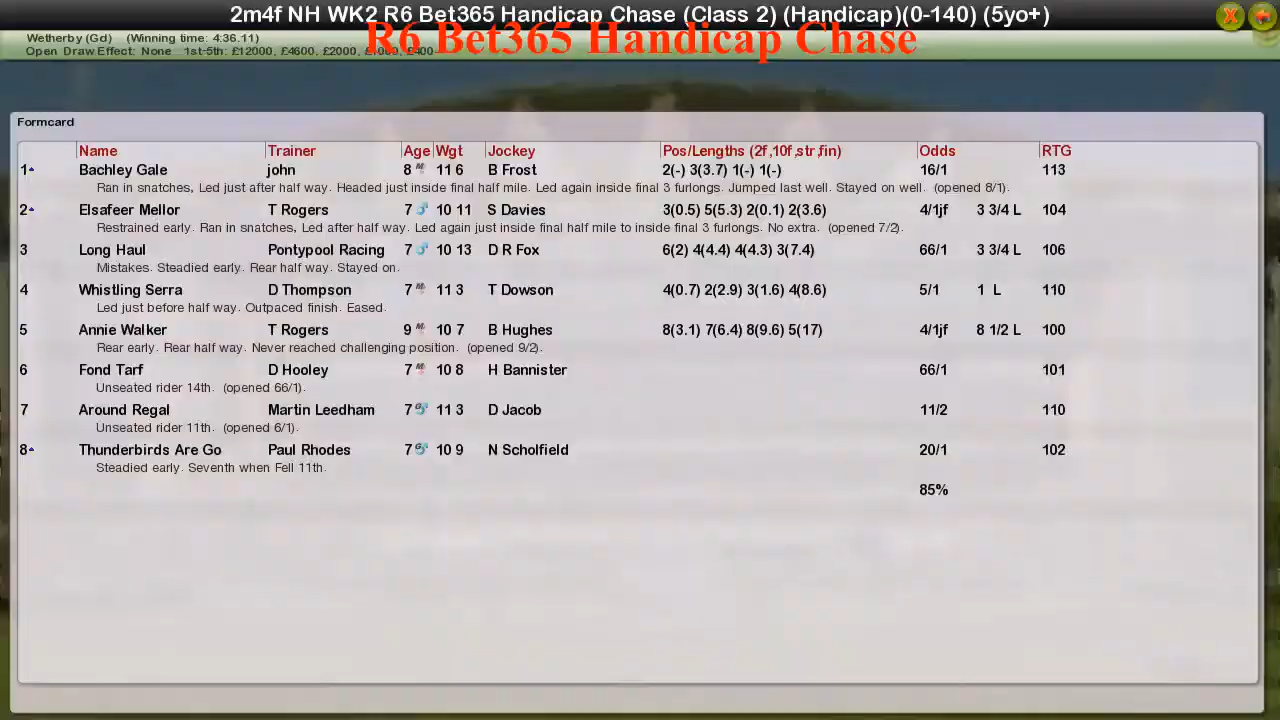 2m4f NH WK2 R6 Bet365 Handicap Chase (Class 2) (Handicap)(0-140) (5yo+)
R6 Bet365 Handicap Chase
Wetherby (Gd) (Winning time: 4:36.11)
Open Draw Effect: None 1st-5th: £12000, £4600, £2000, £1000, £400
Formcard
Name Trainer Age Wgt Jockey Pos/Lengths (2f,10f,str,fin) Odds RTG
1 Bachley Gale john 8 11 6 B Frost 2(-) 3(3.7) 1(-) 1(-) 16/1 113
Ran in snatches, Led just after half way. Headed just inside final half mile. Led again inside final 3 furlongs. Jumped last well. Stayed on well. (opened 8/1).
2 Elsafeer Mellor T Rogers 7 10 11 S Davies 3(0.5) 5(5.3) 2(0.1) 2(3.6) 4/1jf 3 3/4 L 104
Restrained early. Ran in snatches, Led after half way. Led again just inside final half mile to inside final 3 furlongs. No extra. (opened 7/2).
3 Long Haul Pontypool Racing 7 10 13 D R Fox 6(2) 4(4.4) 4(4.3) 3(7.4) 66/1 3 3/4 L 106
Mistakes. Steadied early. Rear half way. Stayed on.
4 Whistling Serra D Thompson 7 11 3 T Dowson 4(0.7) 2(2.9) 3(1.6) 4(8.6) 5/1 1 L 110
Led just before half way. Outpaced finish. Eased.
5 Annie Walker T Rogers 9 10 7 B Hughes 8(3.1) 7(6.4) 8(9.6) 5(17) 4/1jf 8 1/2 L 100
Rear early. Rear half way. Never reached challenging position. (opened 9/2).
6 Fond Tarf D Hooley 7 10 8 H Bannister 66/1 101
Unseated rider 14th. (opened 66/1).
7 Around Regal Martin Leedham 7 11 3 D Jacob 11/2 110
Unseated rider 11th. (opened 6/1).
8 Thunderbirds Are Go Paul Rhodes 7 10 9 N Scholfield 20/1 102
Steadied early. Seventh when Fell 11th.
85%